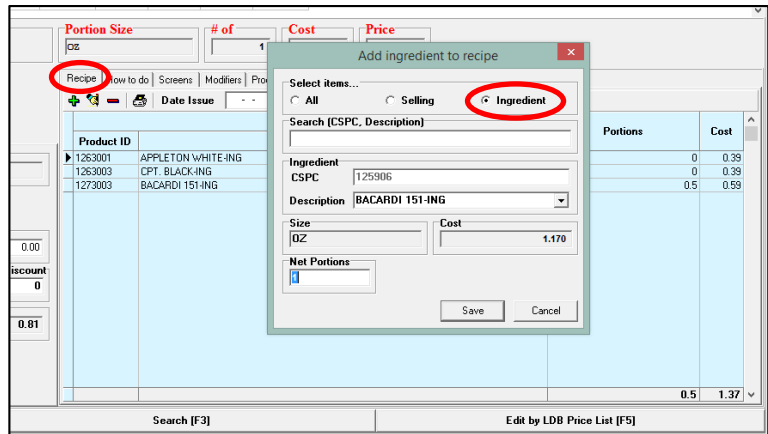 Portion Size # of Cost Price
OZ 1
Add ingredient to recipe ×
Recipe How to do Screens Modifiers
Date Issue - -
Select items...
All Selling Ingredient
Search (CSPC, Description)
Product ID Portions Cost
1263001 APPLETON WHITE-ING 0 0.39
1263003 CPT. BLACK-ING 0 0.39
1273003 BACARDI 151-ING 0.5 0.59
Ingredient
CSPC 125906
Description BACARDI 151-ING
Size Cost
OZ 1.170
Net Portions
1
Save Cancel
0.00
iscount
0
0.81
0.5 1.37
Search [F3] Edit by LDB Price List [F5]